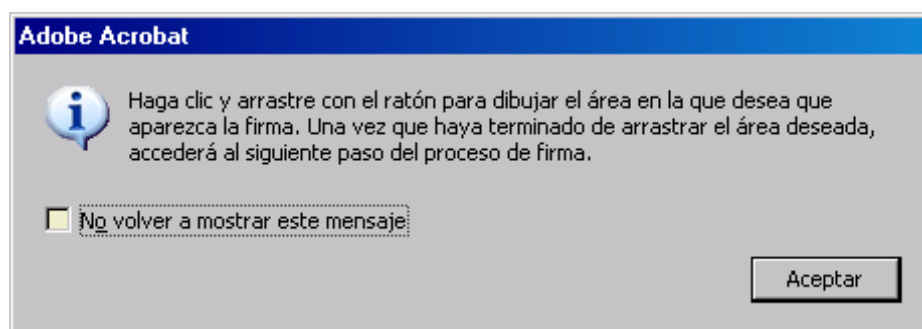 Adobe Acrobat
Haga clic y arrastre con el ratón para dibujar el área en la que desea que
aparezca la firma. Una vez que haya terminado de arrastrar el área deseada,
accederá al siguiente paso del proceso de firma.
No volver a mostrar este mensaje
Aceptar